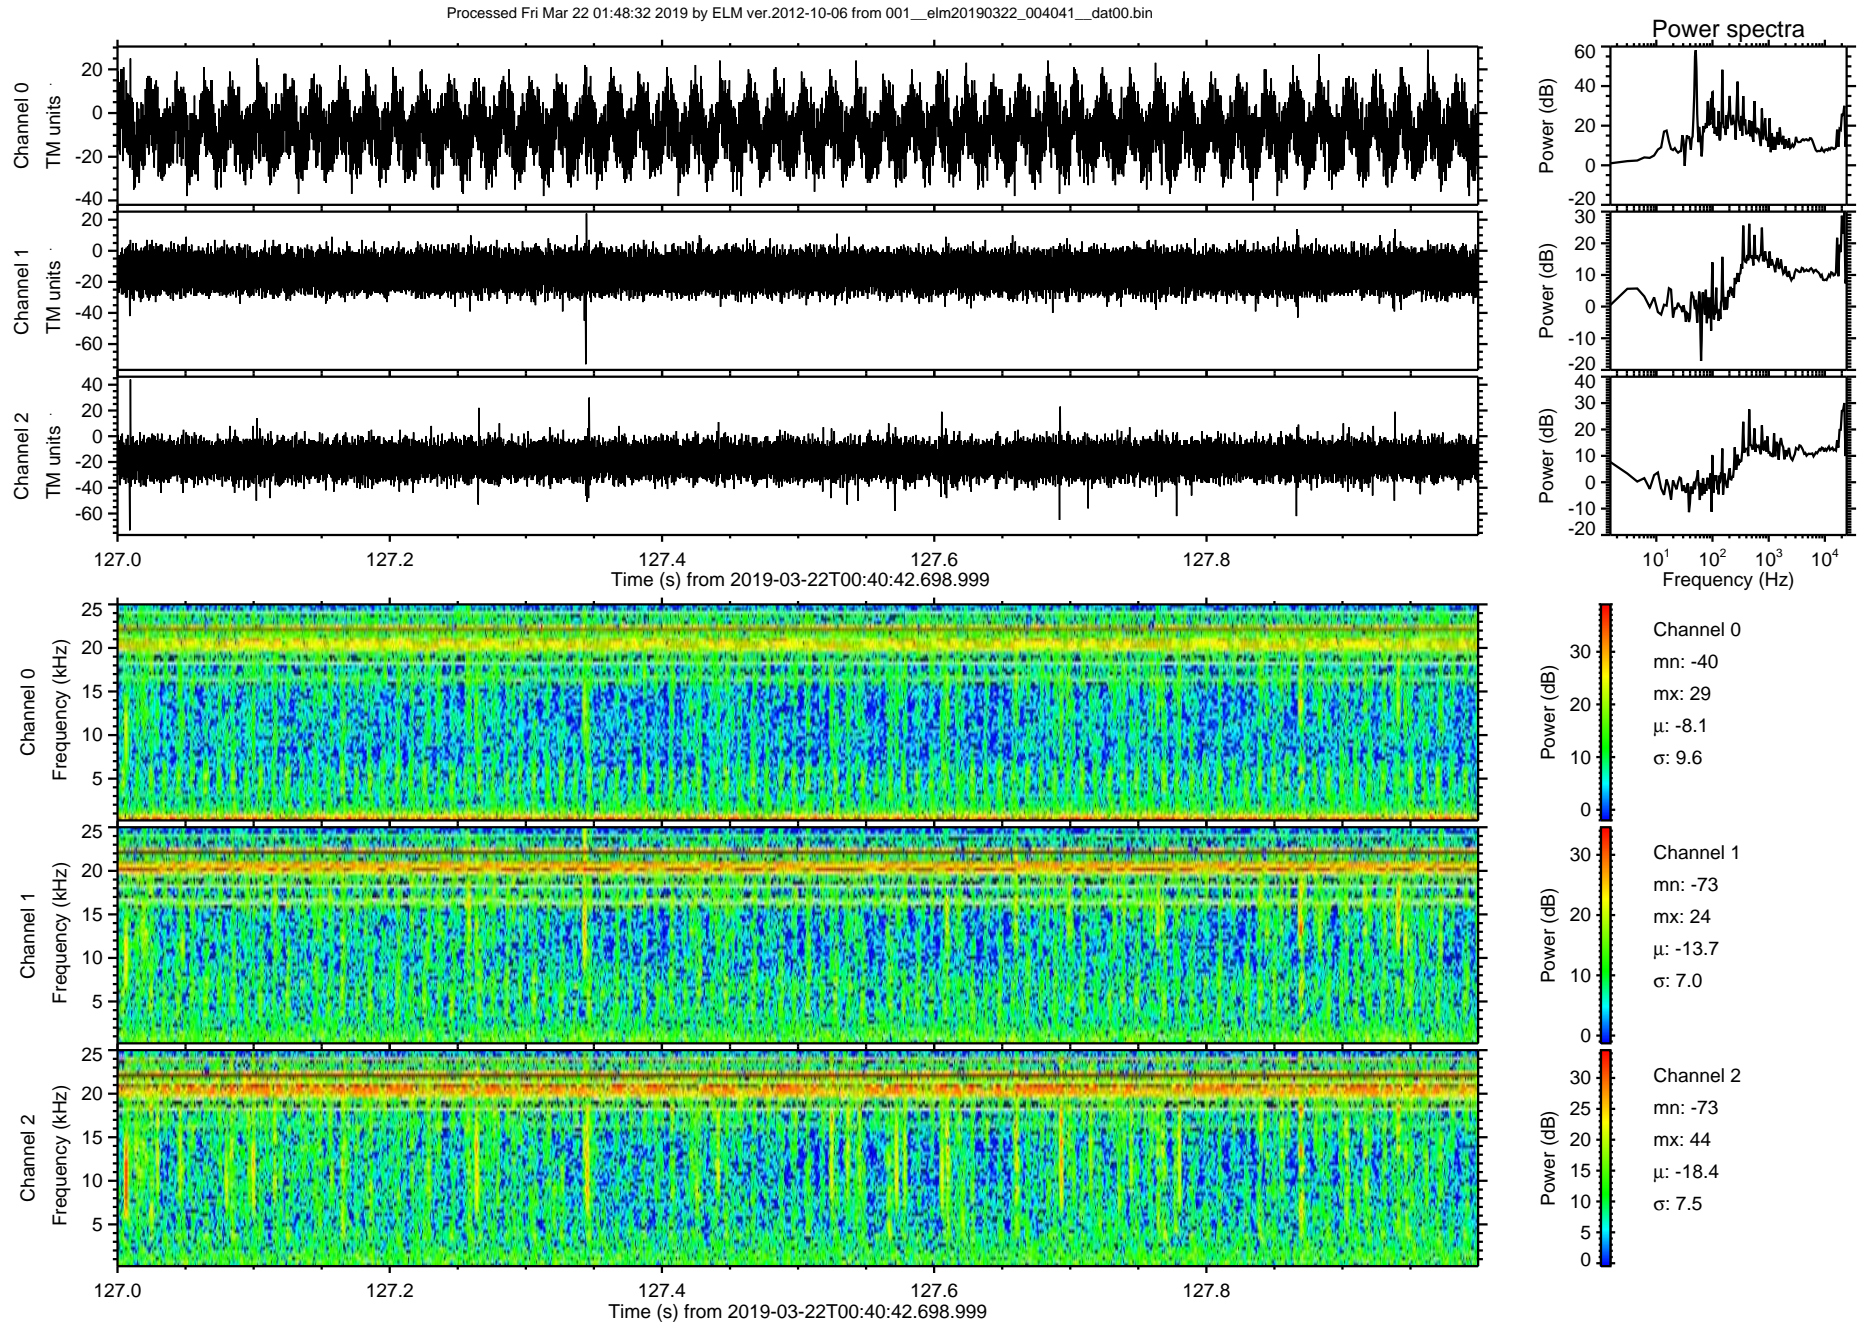 Processed Fri Mar 22 01:48:32 2019 by ELM ver.2012-10-06 from 001__elm20190322_004041__dat00.bin
Power spectra
Channel 0
TM units
20
0
-20
-40
Power (dB)
60
40
20
0
-20
Channel 1
TM units
20
0
-20
-40
-60
Power (dB)
30
20
10
0
-10
-20
Channel 2
TM units
40
20
0
-20
-40
-60
Power (dB)
40
30
20
10
0
-10
-20
127.0 127.2 127.4 127.6 127.8
Time (s) from 2019-03-22T00:40:42.698.999
10^1 10^2 10^3 10^4
Frequency (Hz)
Channel 0
Frequency (kHz)
25
20
15
10
5
Power (dB)
30
20
10
0
Channel 0
mn: -40
mx: 29
μ: -8.1
σ: 9.6
Channel 1
Frequency (kHz)
25
20
15
10
5
Power (dB)
30
20
10
0
Channel 1
mn: -73
mx: 24
μ: -13.7
σ: 7.0
Channel 2
Frequency (kHz)
25
20
15
10
5
Power (dB)
30
25
20
15
10
5
0
Channel 2
mn: -73
mx: 44
μ: -18.4
σ: 7.5
127.0 127.2 127.4 127.6 127.8
Time (s) from 2019-03-22T00:40:42.698.999